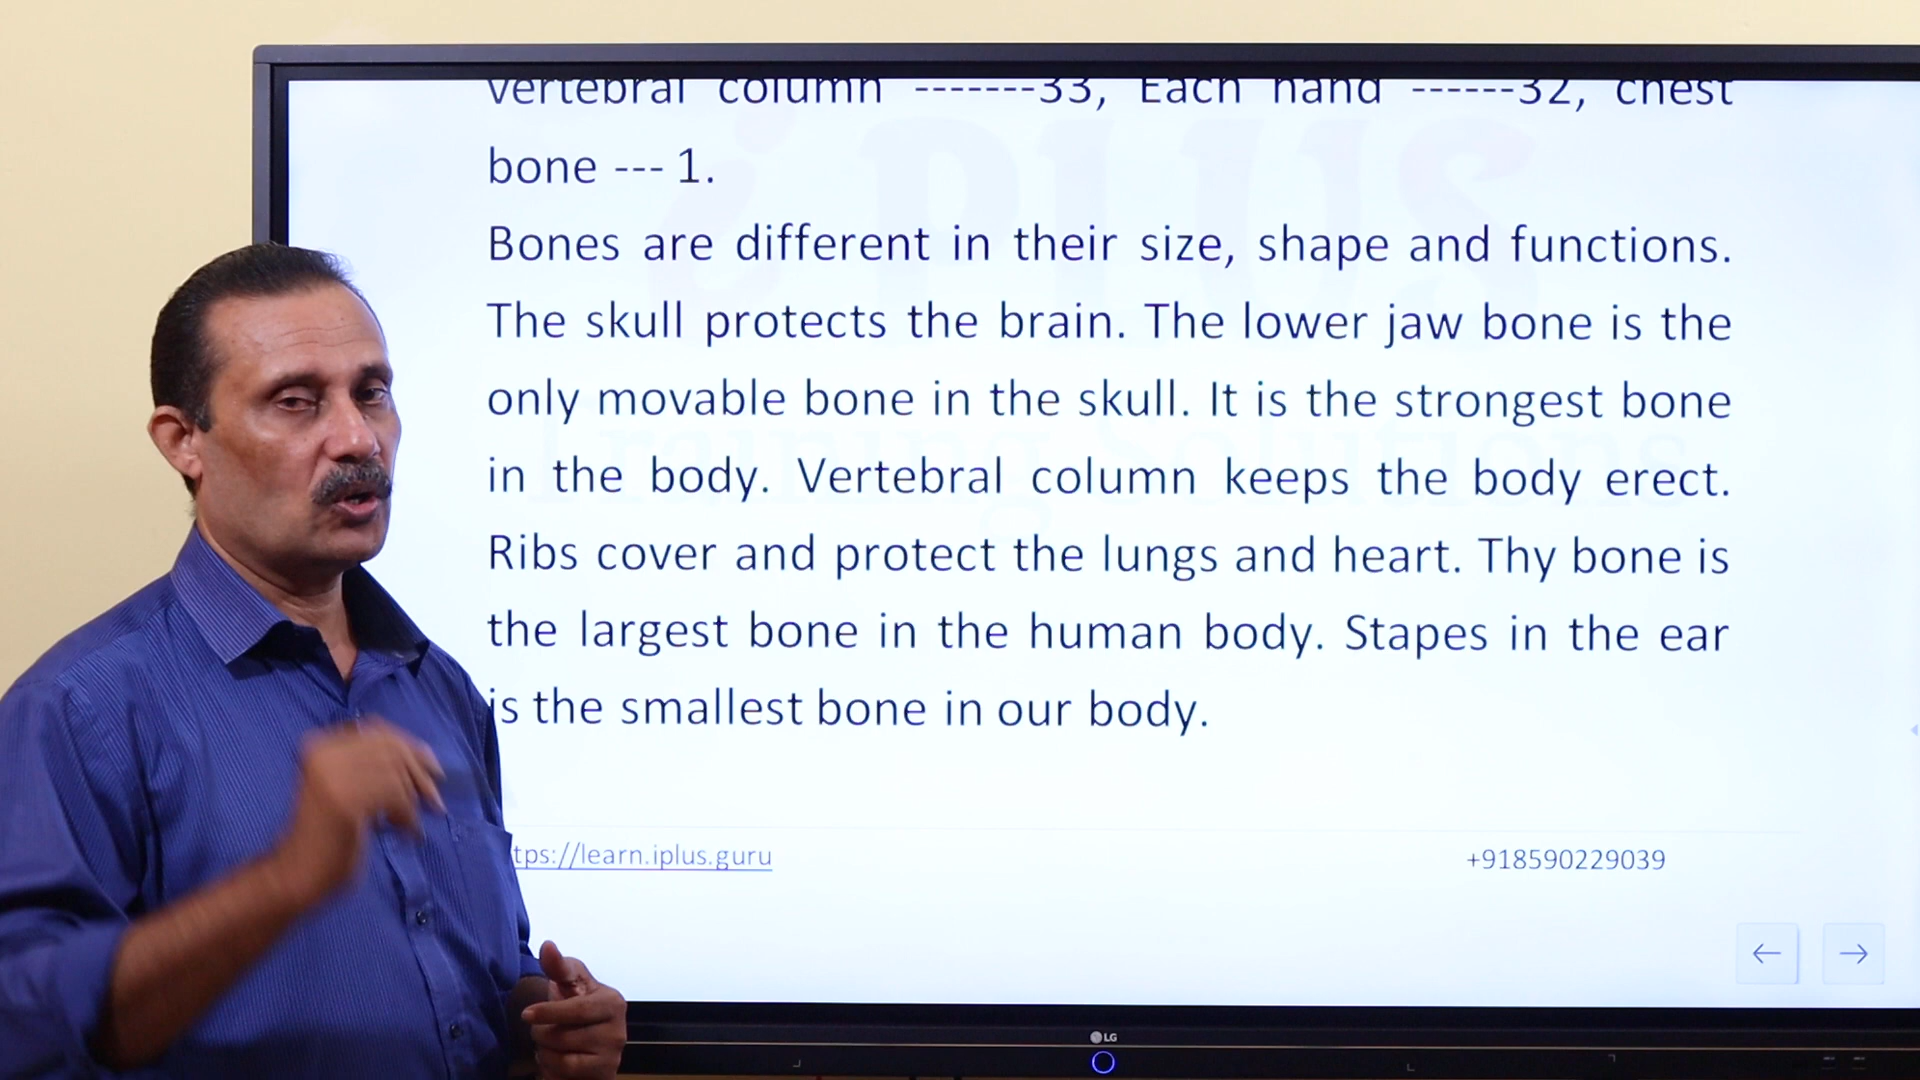 vertebral column -------33, Each hand ------32, chest
bone --- 1.
Bones are different in their size, shape and functions.
The skull protects the brain. The lower jaw bone is the
only movable bone in the skull. It is the strongest bone
in the body. Vertebral column keeps the body erect.
Ribs cover and protect the lungs and heart. Thy bone is
the largest bone in the human body. Stapes in the ear
is the smallest bone in our body.
tps://learn.iplus.guru
+918590229039
LG
i PLUS
Training Solutions